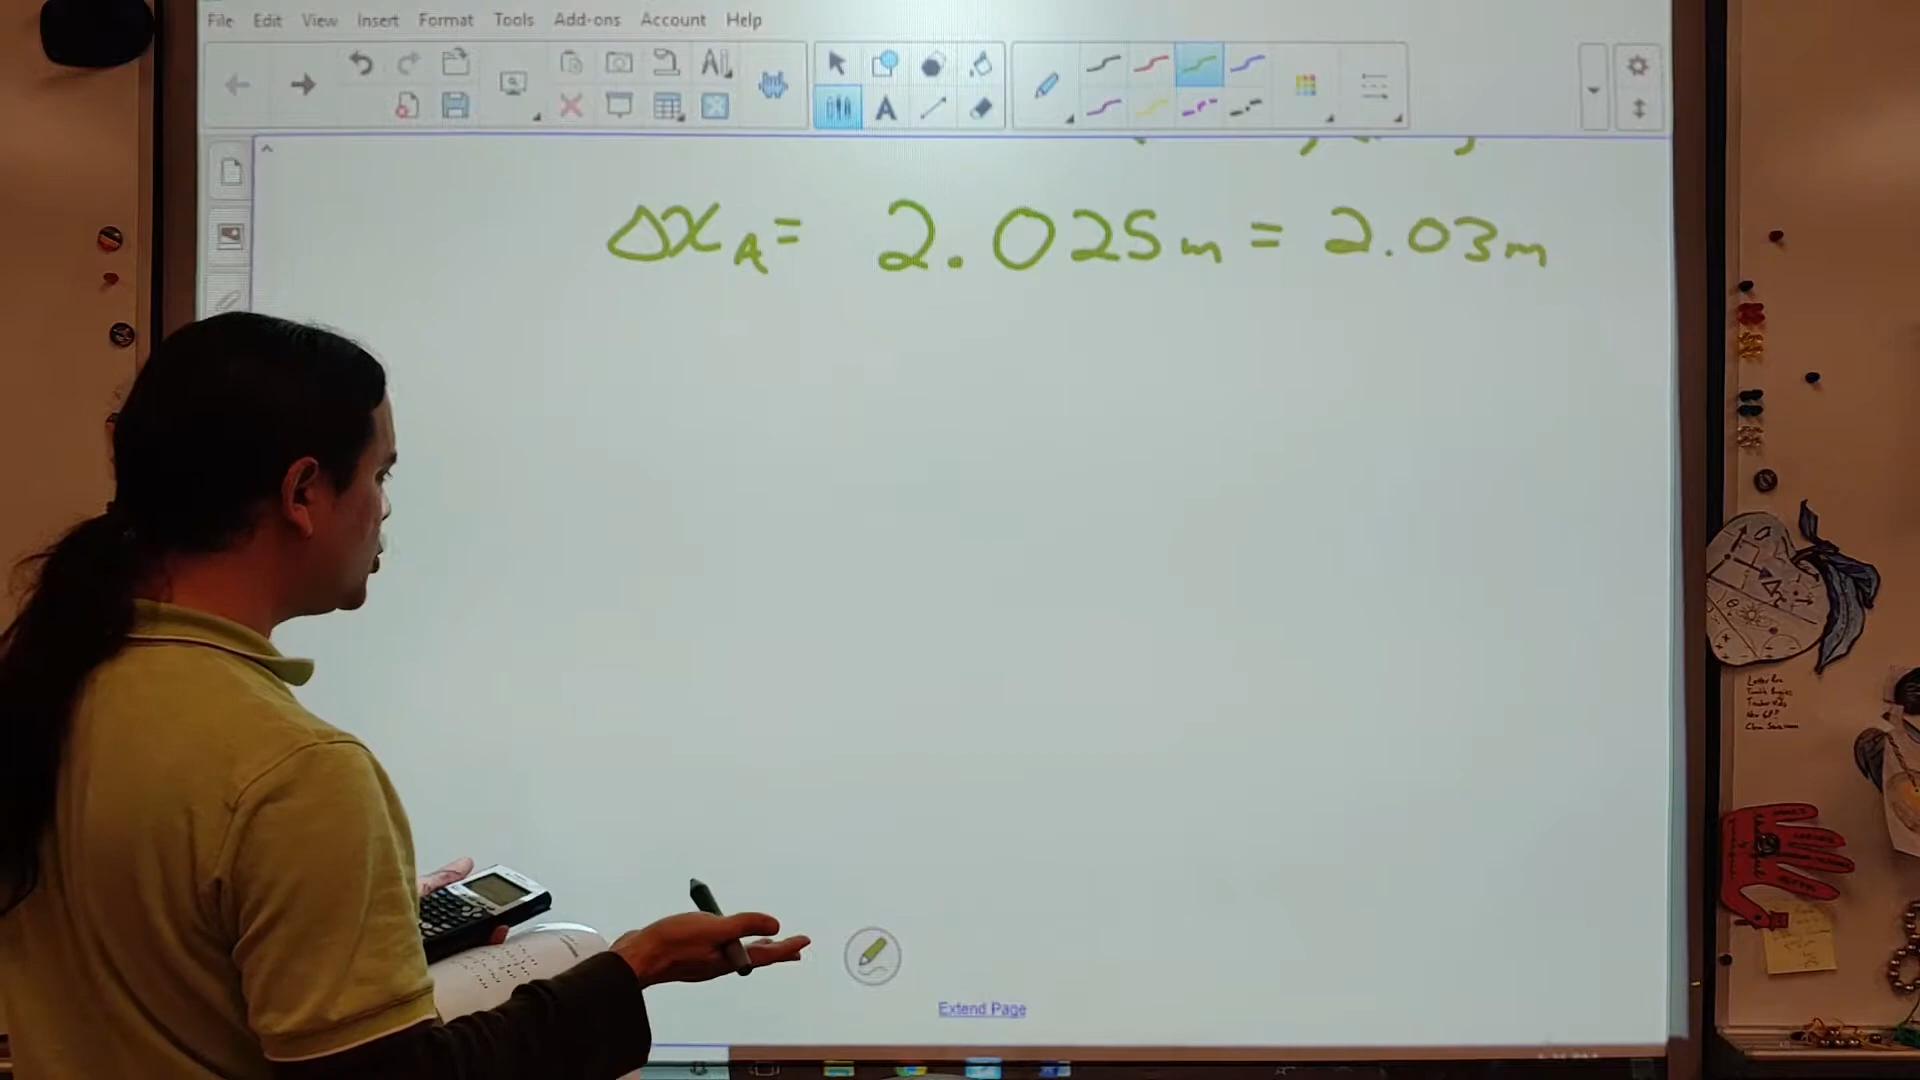 File Edit View Insert Format Tools Add-ons Account Help
Δx_A = 2.025m = 2.03m
Extend Page